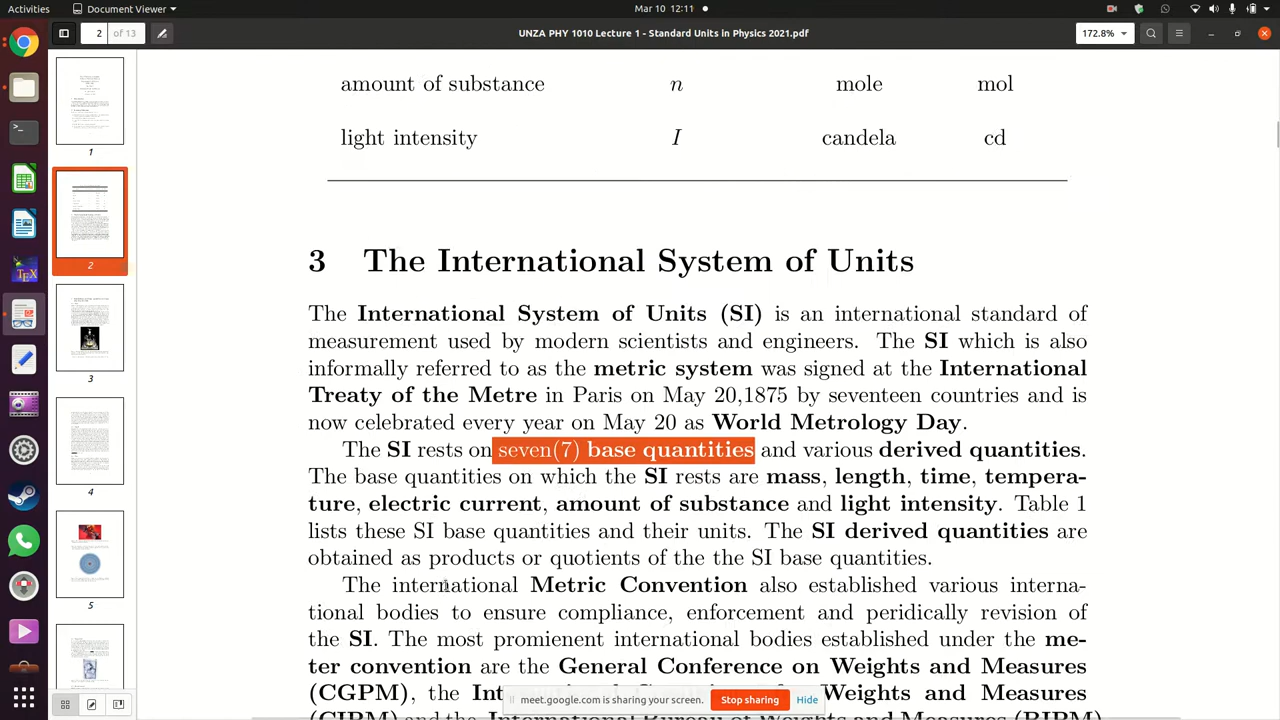 Activities
Document Viewer
Mar 10 12:11
2
of 13
UNZA PHY 1010 Lecture 1 - Standard Units in Physics 2021.pdf
172.8%
1
2
3
4
5
amount of substance n mole mol
light intensity I candela cd
3 The International System of Units
The International System of Units (SI) is an international standard of
measurement used by modern scientists and engineers. The SI which is also
informally referred to as the metric system was signed at the International
Treaty of the Metre in Paris on May 20,1875 by seventeen countries and is
now celebrated every year on May 20 as World Metrology Day.
The SI rests on seven(7) base quantities and various derived quantities.
The base quantities on which the SI rests are mass, length, time, tempera-
ture, electric current, amount of substance and light intensity. Table 1
lists these SI base quantities and their units. The SI derived quantities are
obtained as products or quotients of the the SI base quantities.
The international Metric Convention also established various interna-
tional bodies to ensure compliance, enforcement and peridically revision of
the SI. The most promienent international bodies established under the me-
ter convention are the General Conference on Weights and Measures
(CGPM), the Int Weights and Measures
(CIPM) and the International Bureau of Weights and Measures (BIPM)
meet.google.com is sharing your screen.
Stop sharing
Hide